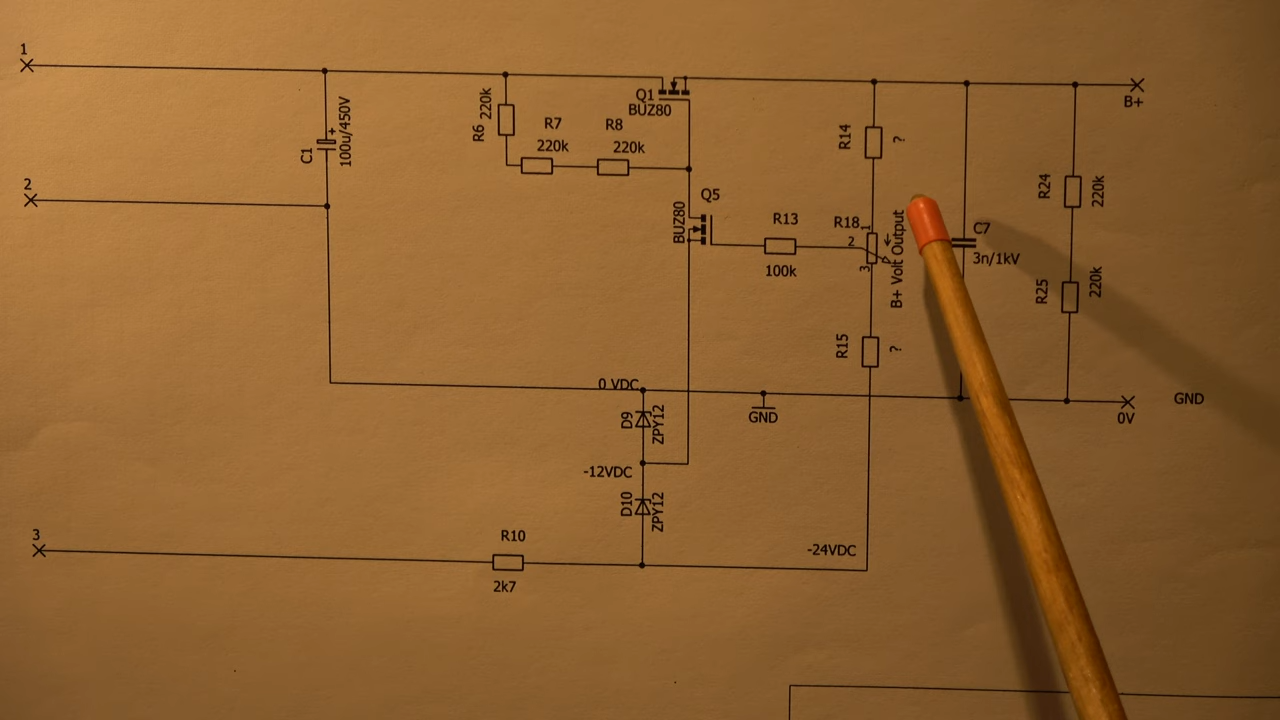 1
2
3
C1
100u/450V
+
R6
220k
R7
220k
R8
220k
Q1
BUZ80
Q5
BUZ80
R13
100k
R14
?
R18
1
2
3
B+ Volt Output
R15
?
C7
3n/1kV
R24
220k
R25
220k
B+
0 VDC
GND
0V
GND
D9
ZPY12
-12VDC
D10
ZPY12
R10
2k7
-24VDC